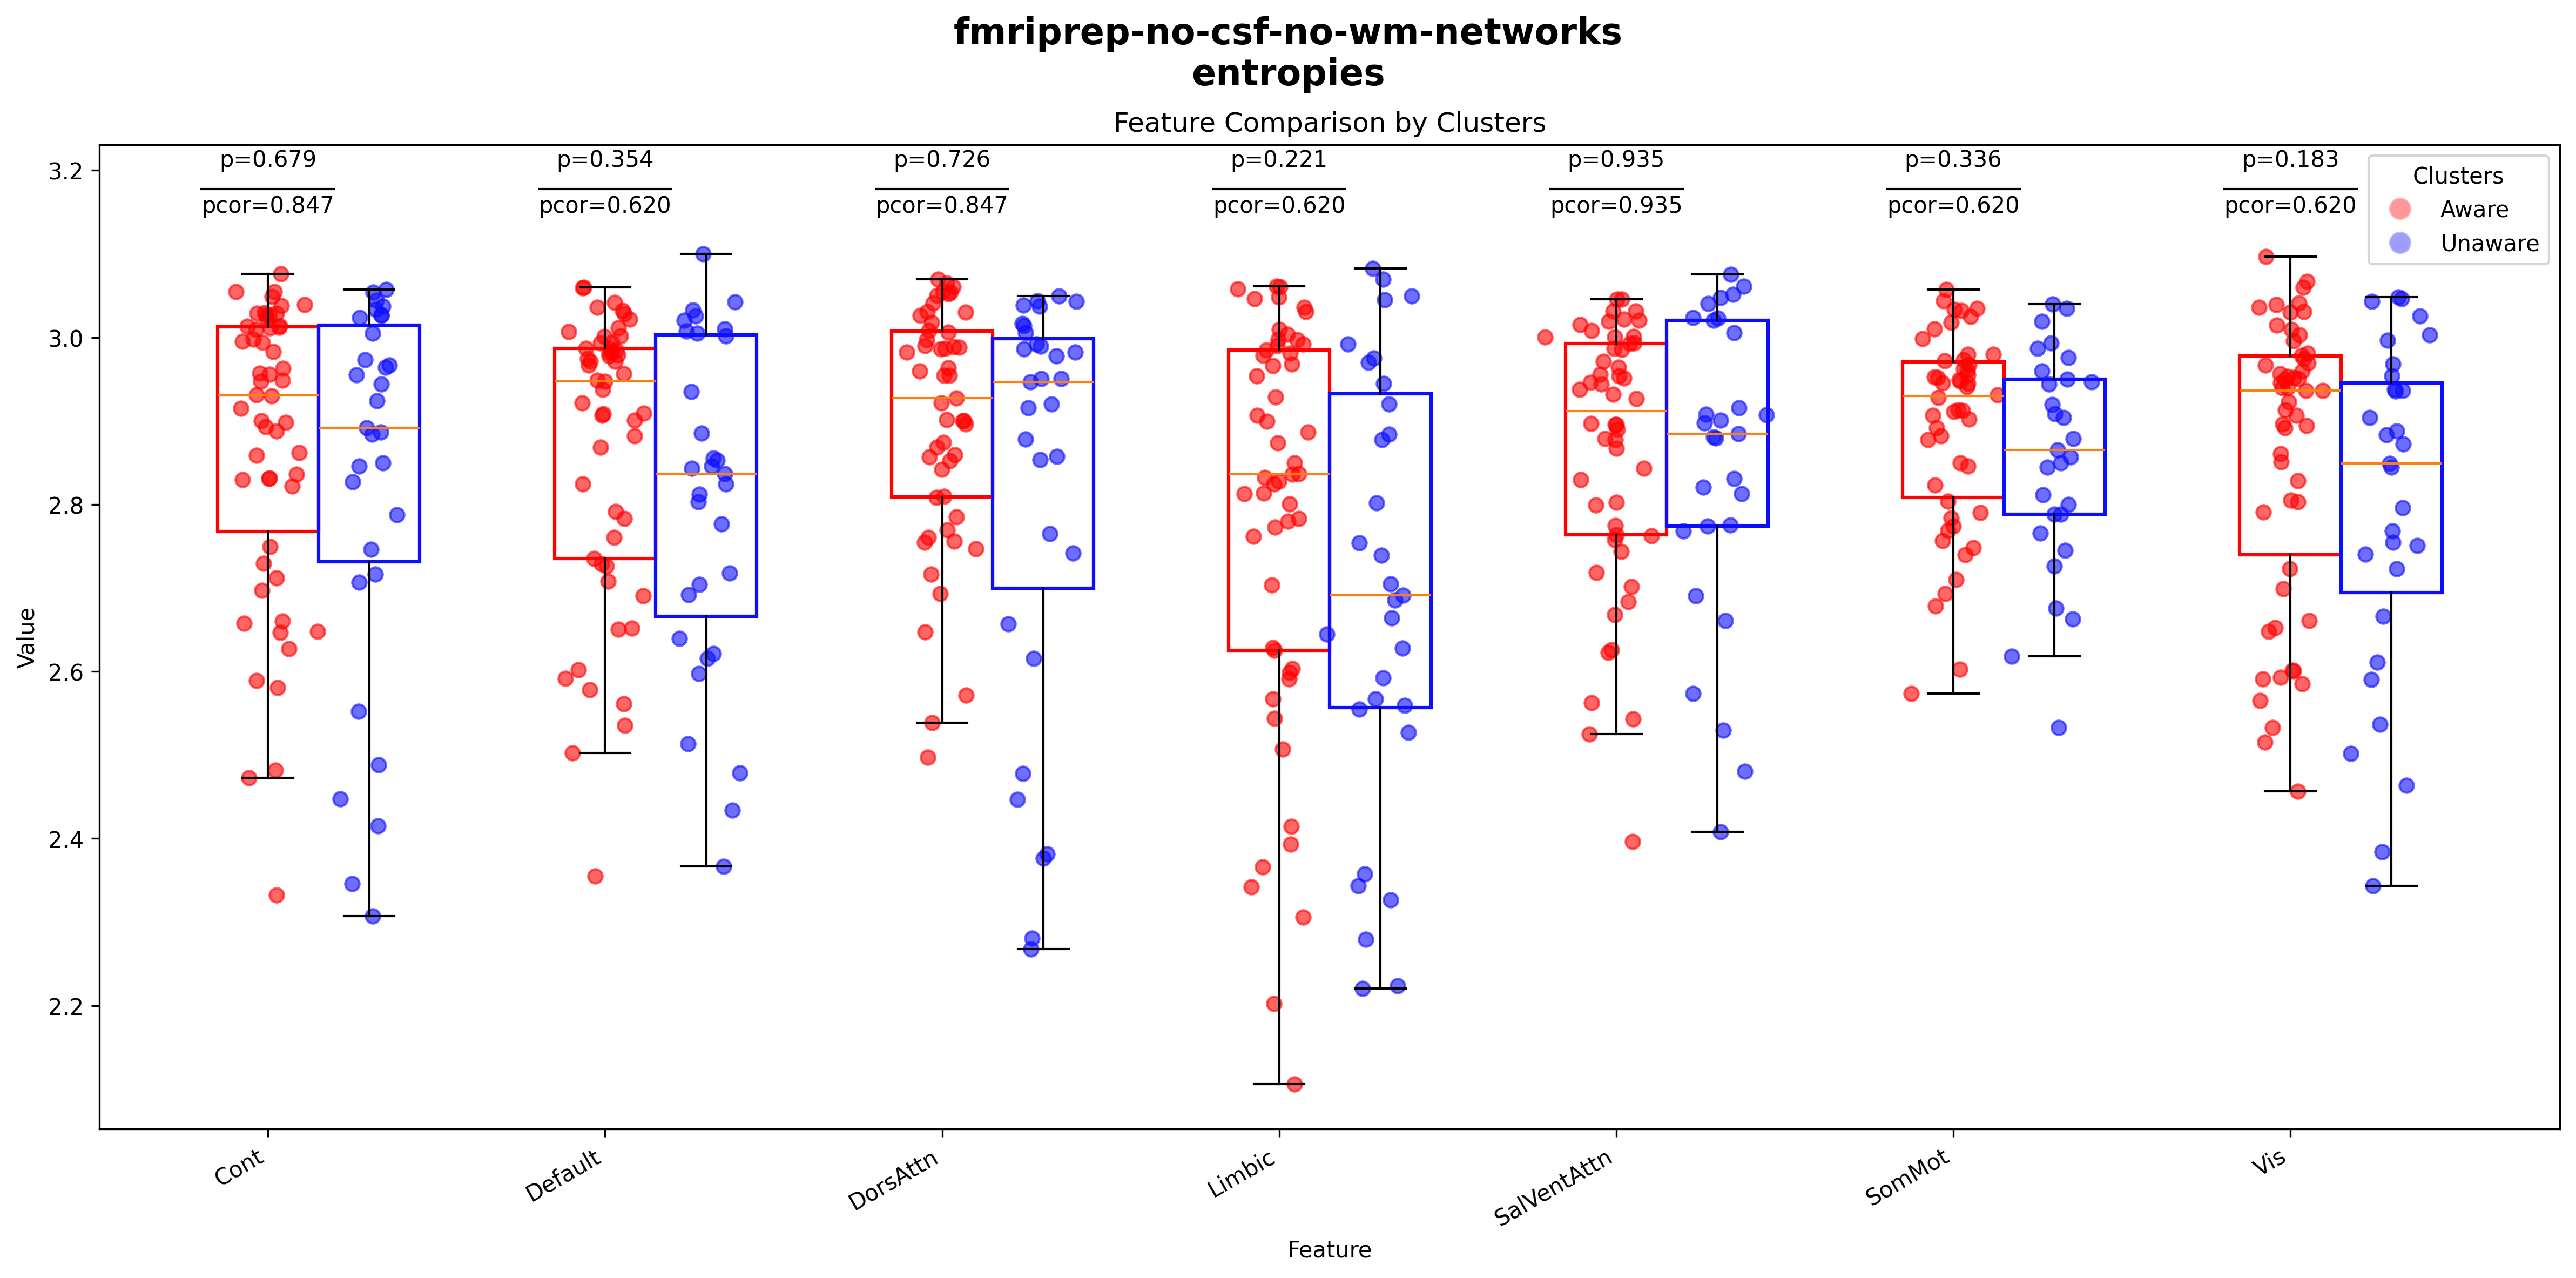 fmriprep-no-csf-no-wm-networks
entropies
Feature Comparison by Clusters
p=0.679 p=0.354 p=0.726 p=0.221 p=0.935 p=0.336 p=0.183
pcor=0.847 pcor=0.620 pcor=0.847 pcor=0.620 pcor=0.935 pcor=0.620 pcor=0.620
Clusters
Aware
Unaware
3.2
3.0
2.8
2.6
2.4
2.2
Value
Cont Default DorsAttn Limbic SalVentAttn SomMot Vis
Feature